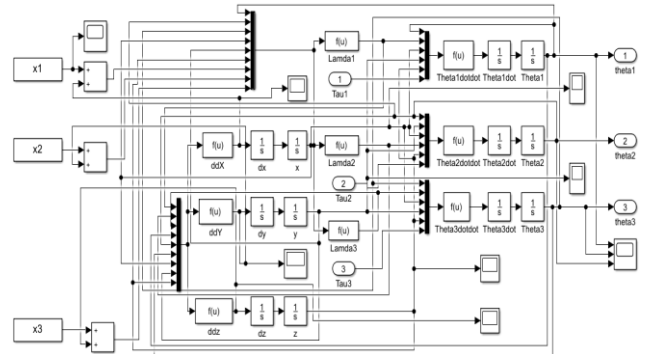 x1
+
+
f(u)
Lamda1
1
Tau1
f(u)
Theta1dotdot
1
s
Theta1dot
1
s
Theta1
1
theta1
x2
+
+
f(u)
ddX
1
s
dx
1
s
x
f(u)
Lamda2
2
Tau2
f(u)
Theta2dotdot
1
s
Theta2dot
1
s
Theta2
2
theta2
f(u)
ddY
1
s
dy
1
s
y
f(u)
Lamda3
3
Tau3
f(u)
Theta3dotdot
1
s
Theta3dot
1
s
Theta3
3
theta3
x3
+
+
f(u)
ddz
1
s
dz
1
s
z